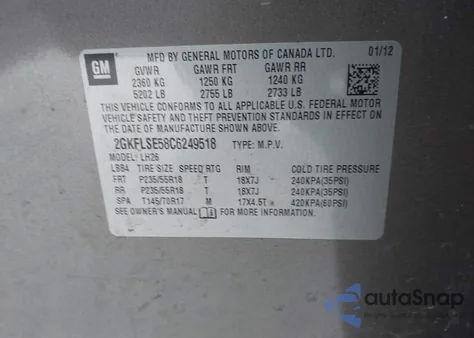 GM
MFD BY GENERAL MOTORS OF CANADA LTD. 01/12
GVWR GAWR FRT GAWR RR
2360 KG 1250 KG 1240 KG
5202 LB 2755 LB 2733 LB
THIS VEHICLE CONFORMS TO ALL APPLICABLE U.S. FEDERAL MOTOR
VEHICLE SAFETY AND THEFT PREVENTION STANDARDS IN EFFECT ON
THE DATE OF MANUFACTURE SHOWN ABOVE.
2GKFLSE58C6249518 TYPE: M.P.V.
MODEL: LH26
L884 TIRE SIZE SPEED RTG RIM COLD TIRE PRESSURE
FRT P235/55R18 T 18X7J 240KPA(35PSI)
RR P235/55R18 T 18X7J 240KPA(35PSI)
SPA T145/70R17 M 17X4.5T 420KPA(60PSI)
SEE OWNER'S MANUAL FOR MORE INFORMATION.
autoSnap